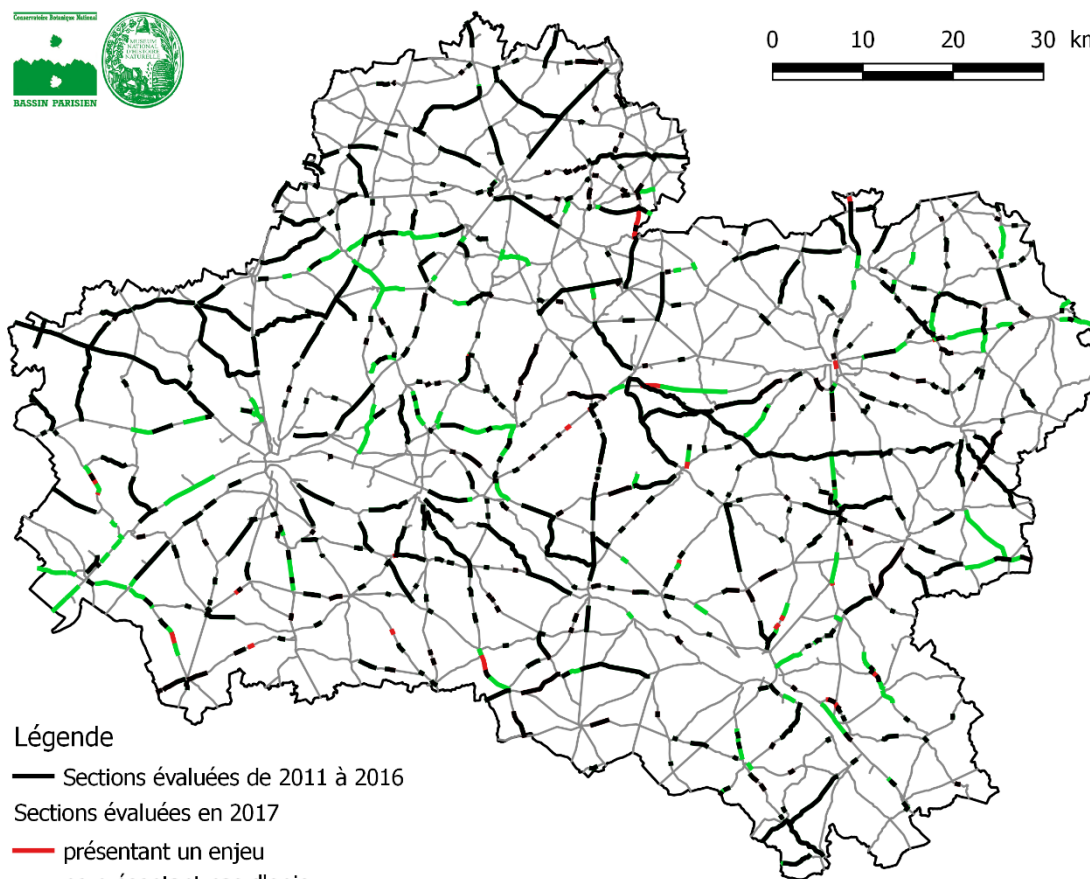 Conservatoire Botanique National
MUSEUM
NATIONAL
D'HISTOIRE
NATURELLE
BASSIN PARISIEN
0 10 20 30 km
Légende
Sections évaluées de 2011 à 2016
Sections évaluées en 2017
présentant un enjeu